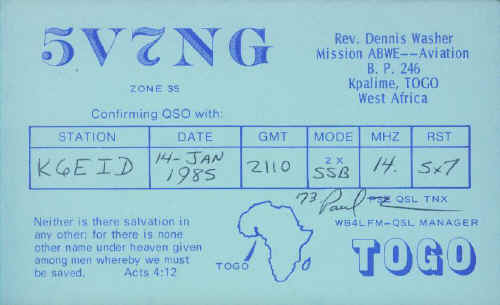 5V7NG
Rev. Dennis Washer
Mission ABWE--Aviation
B. P. 246
Kpalime, TOGO
West Africa
ZONE 35
Confirming QSO with:
STATION DATE GMT MODE MHZ RST
K6EID 14-JAN 1985 2110 2X SSB 14. 5x7
73 Paul PSE QSL TNX
WB4LFM-QSL MANAGER
Neither is there salvation in
any other; for there is none
other name under heaven given
among men whereby we must
be saved. Acts 4:12
TOGO
TOGO